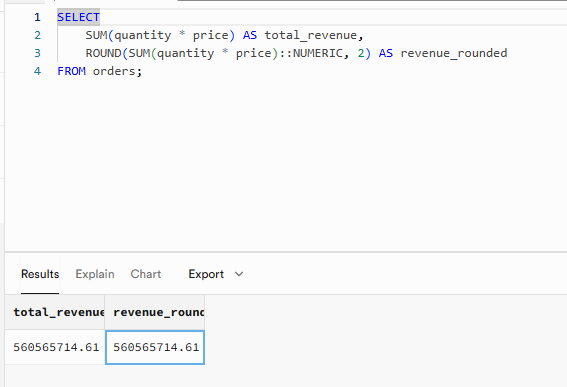 1 SELECT
2 SUM(quantity * price) AS total_revenue,
3 ROUND(SUM(quantity * price)::NUMERIC, 2) AS revenue_rounded
4 FROM orders;
Results Explain Chart Export
total_revenue revenue_round
560565714.61 560565714.61